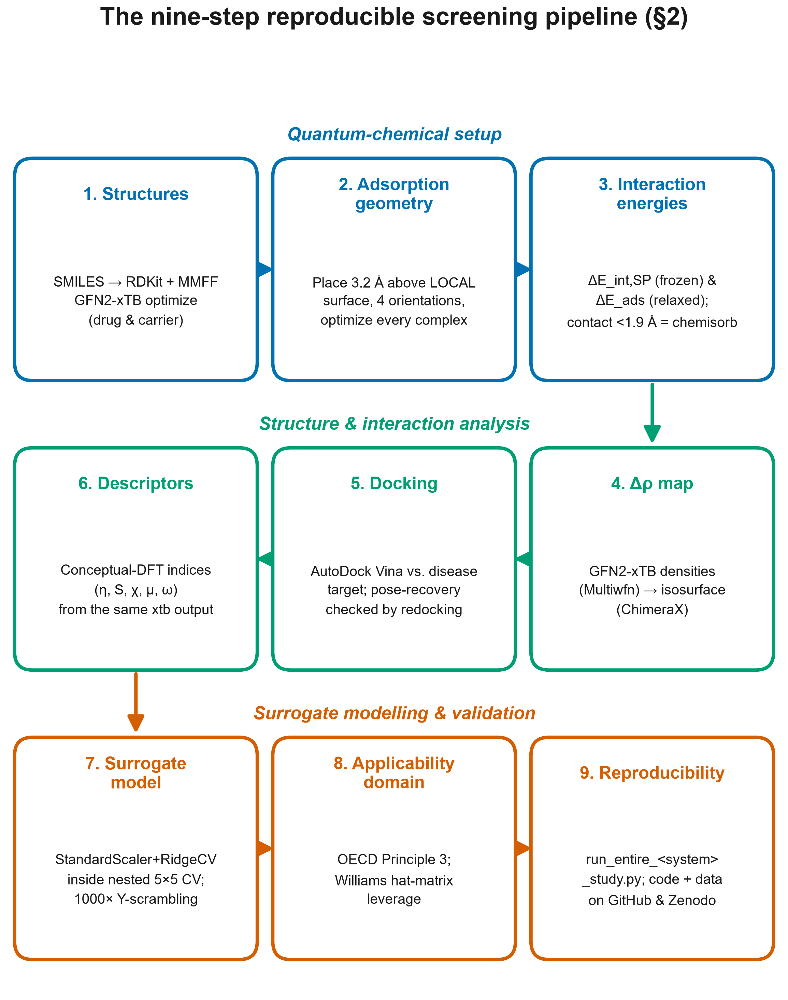 The nine-step reproducible screening pipeline (§2)
Quantum-chemical setup
1. Structures
SMILES → RDKit + MMFF
GFN2-xTB optimize
(drug & carrier)
2. Adsorption
geometry
Place 3.2 Å above LOCAL
surface, 4 orientations,
optimize every complex
3. Interaction
energies
ΔE_int,SP (frozen) &
ΔE_ads (relaxed);
contact <1.9 Å = chemisorb
Structure & interaction analysis
6. Descriptors
Conceptual-DFT indices
(η, S, χ, μ, ω)
from the same xtb output
5. Docking
AutoDock Vina vs. disease
target; pose-recovery
checked by redocking
4. Δρ map
GFN2-xTB densities
(Multiwfn) → isosurface
(ChimeraX)
Surrogate modelling & validation
7. Surrogate
model
StandardScaler+RidgeCV
inside nested 5×5 CV;
1000× Y-scrambling
8. Applicability
domain
OECD Principle 3;
Williams hat-matrix
leverage
9. Reproducibility
run_entire_<system>
_study.py; code + data
on GitHub & Zenodo